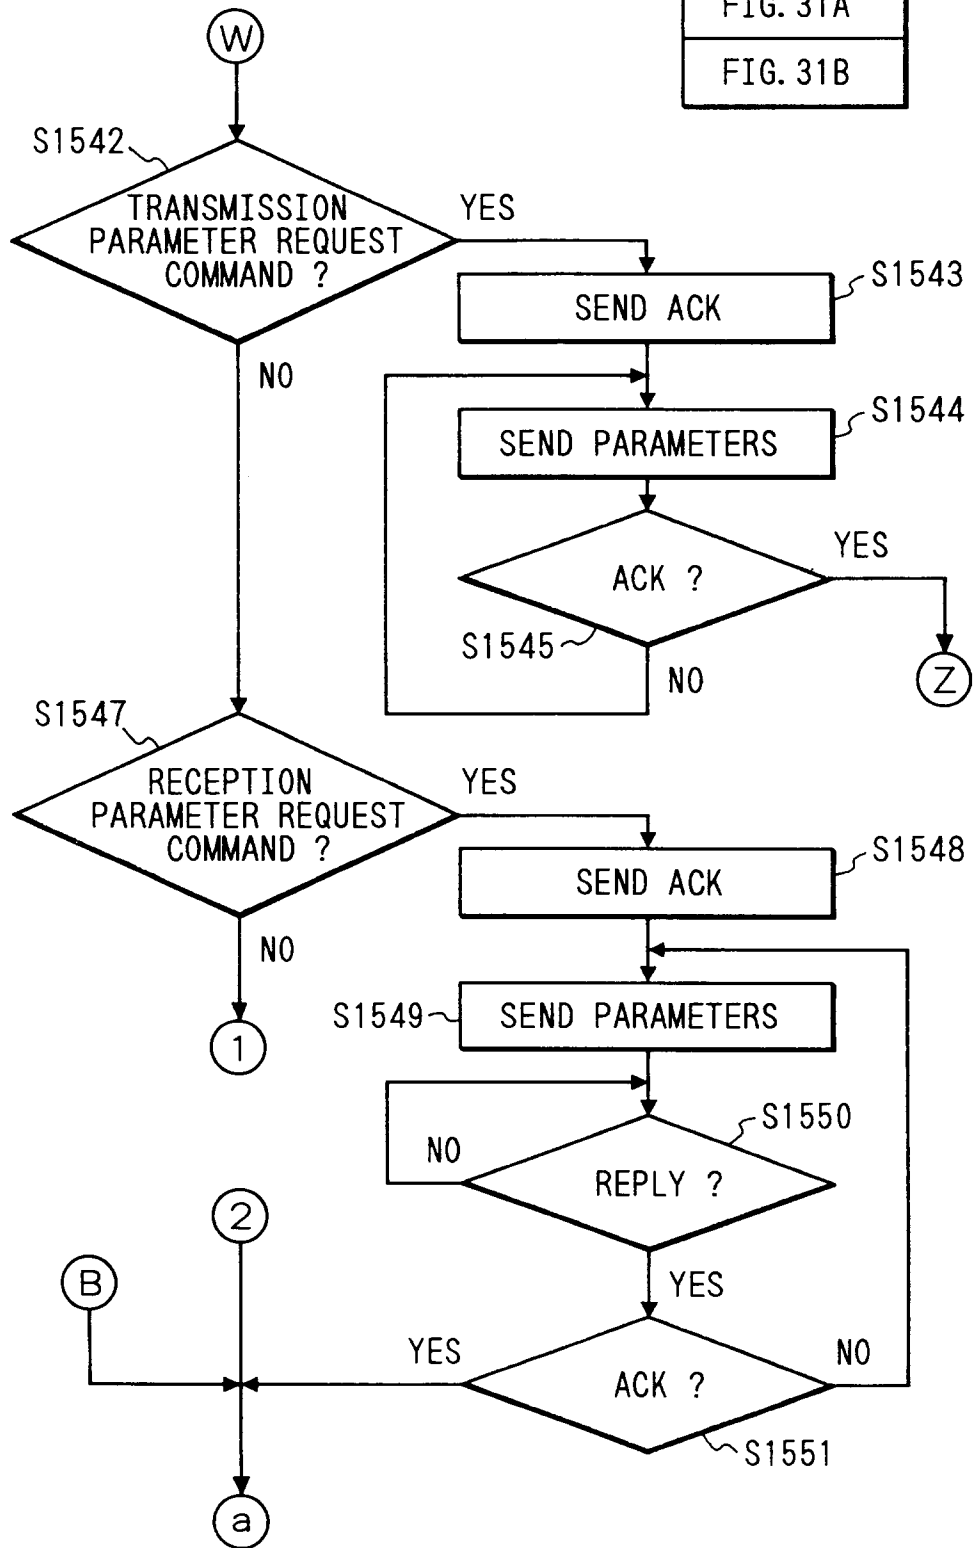 FIG. 31A
FIG. 31B
W
S1542
TRANSMISSION
PARAMETER REQUEST
COMMAND ?
YES
NO
S1543
SEND ACK
S1544
SEND PARAMETERS
ACK ?
YES
S1545
NO
Z
S1547
RECEPTION
PARAMETER REQUEST
COMMAND ?
YES
NO
1
S1548
SEND ACK
S1549
SEND PARAMETERS
S1550
NO
REPLY ?
YES
2
B
YES
ACK ?
NO
S1551
a